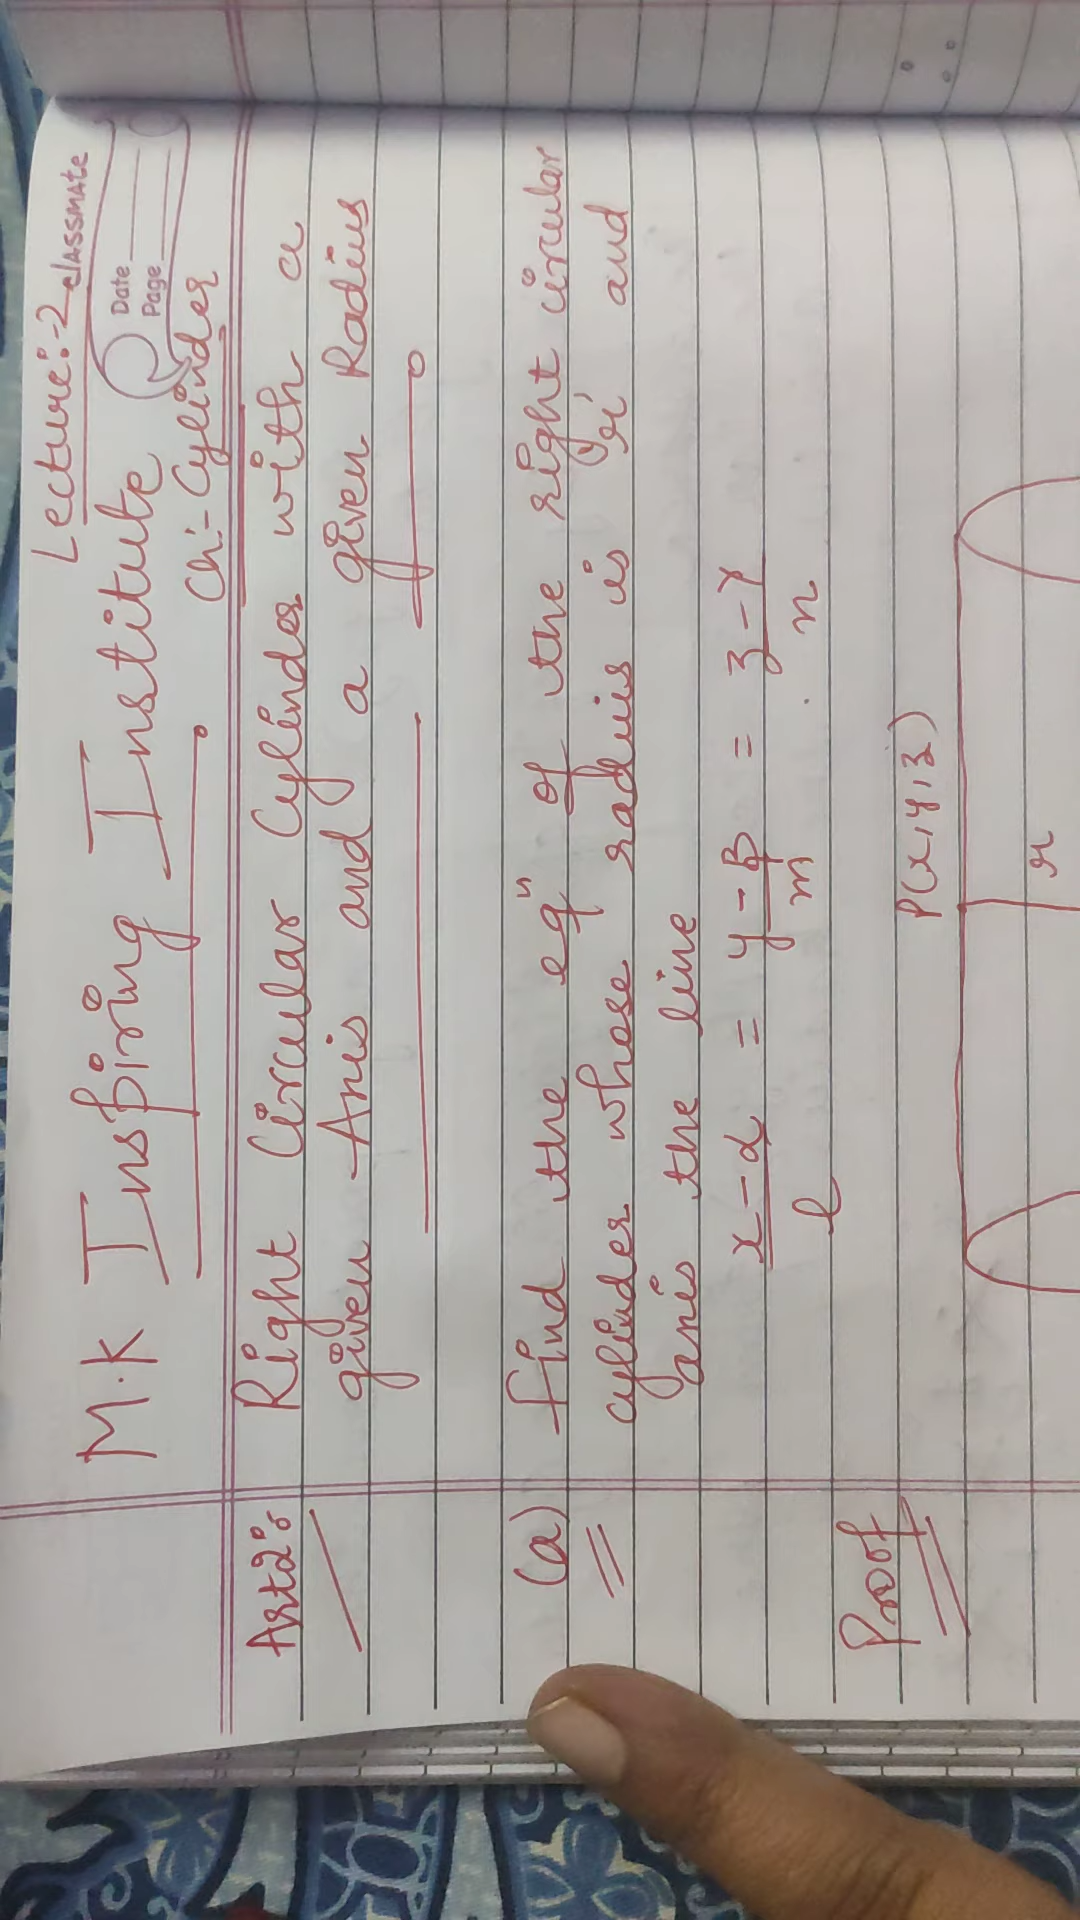 Lecture:-2
classmate
Date
Page
M.K Inspiring Institute
Ch:- Cylinder
Art2: Right Circular Cylinder with a
given Axis and a given Radius
(a) Find the eqn of the right circular
cylinder whose radius is 'r' and
axis the line
x-α = y-β = z-γ
l m n
Proof
P(x,y,z)
r